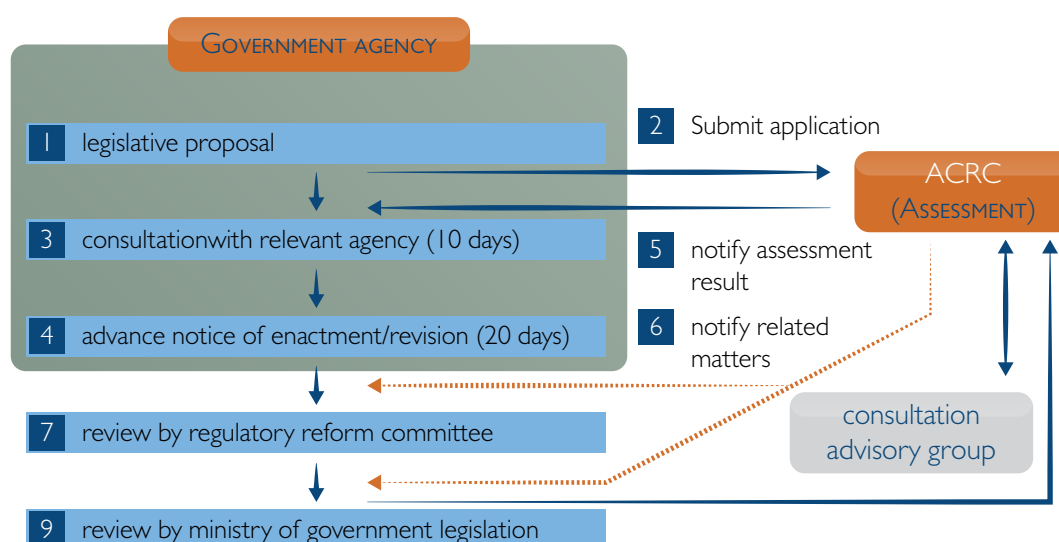 GOVERNMENT AGENCY
1 legislative proposal
2 Submit application
ACRC
(ASSESSMENT)
3 consultationwith relevant agency (10 days)
5 notify assessment
result
4 advance notice of enactment/revision (20 days)
6 notify related
matters
7 review by regulatory reform committee
consultation
advisory group
9 review by ministry of government legislation